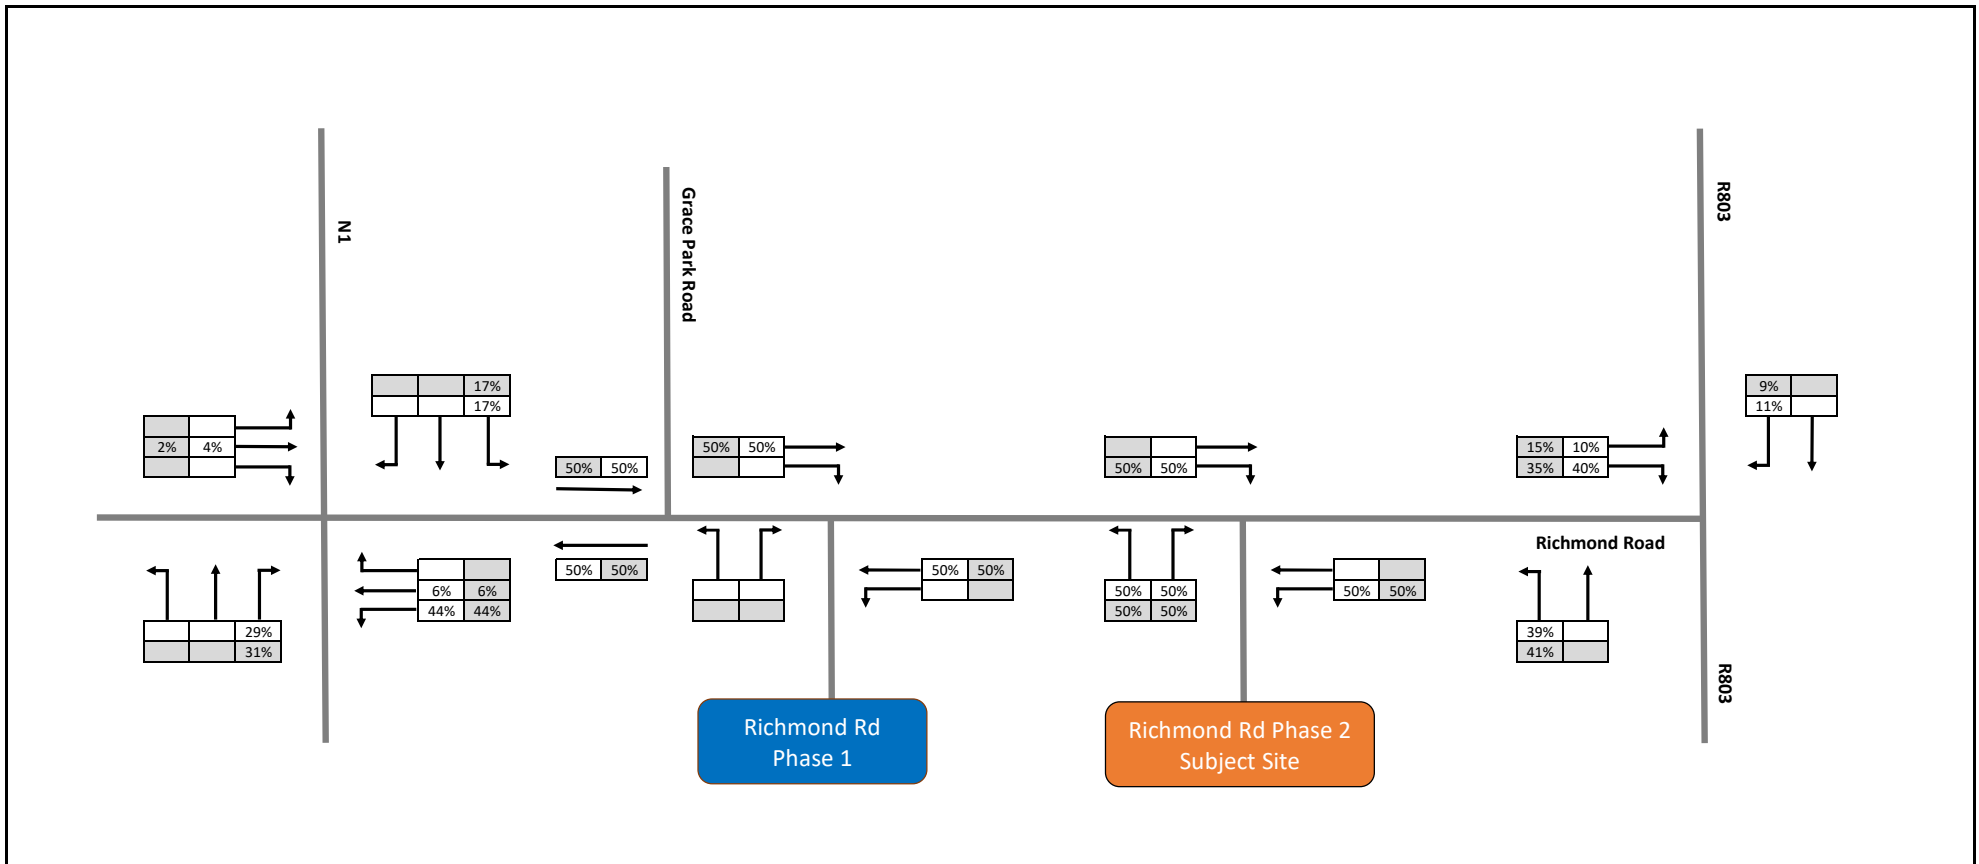 N1
Grace Park Road
R803
17%
17%
9%
11%
2% 4%
50% 50%
50% 50%
50% 50%
15% 10%
35% 40%
Richmond Road
50% 50%
6% 6%
44% 44%
50% 50%
50% 50%
50% 50%
50% 50%
29%
31%
39%
41%
R803
Richmond Rd
Phase 1
Richmond Rd Phase 2
Subject Site